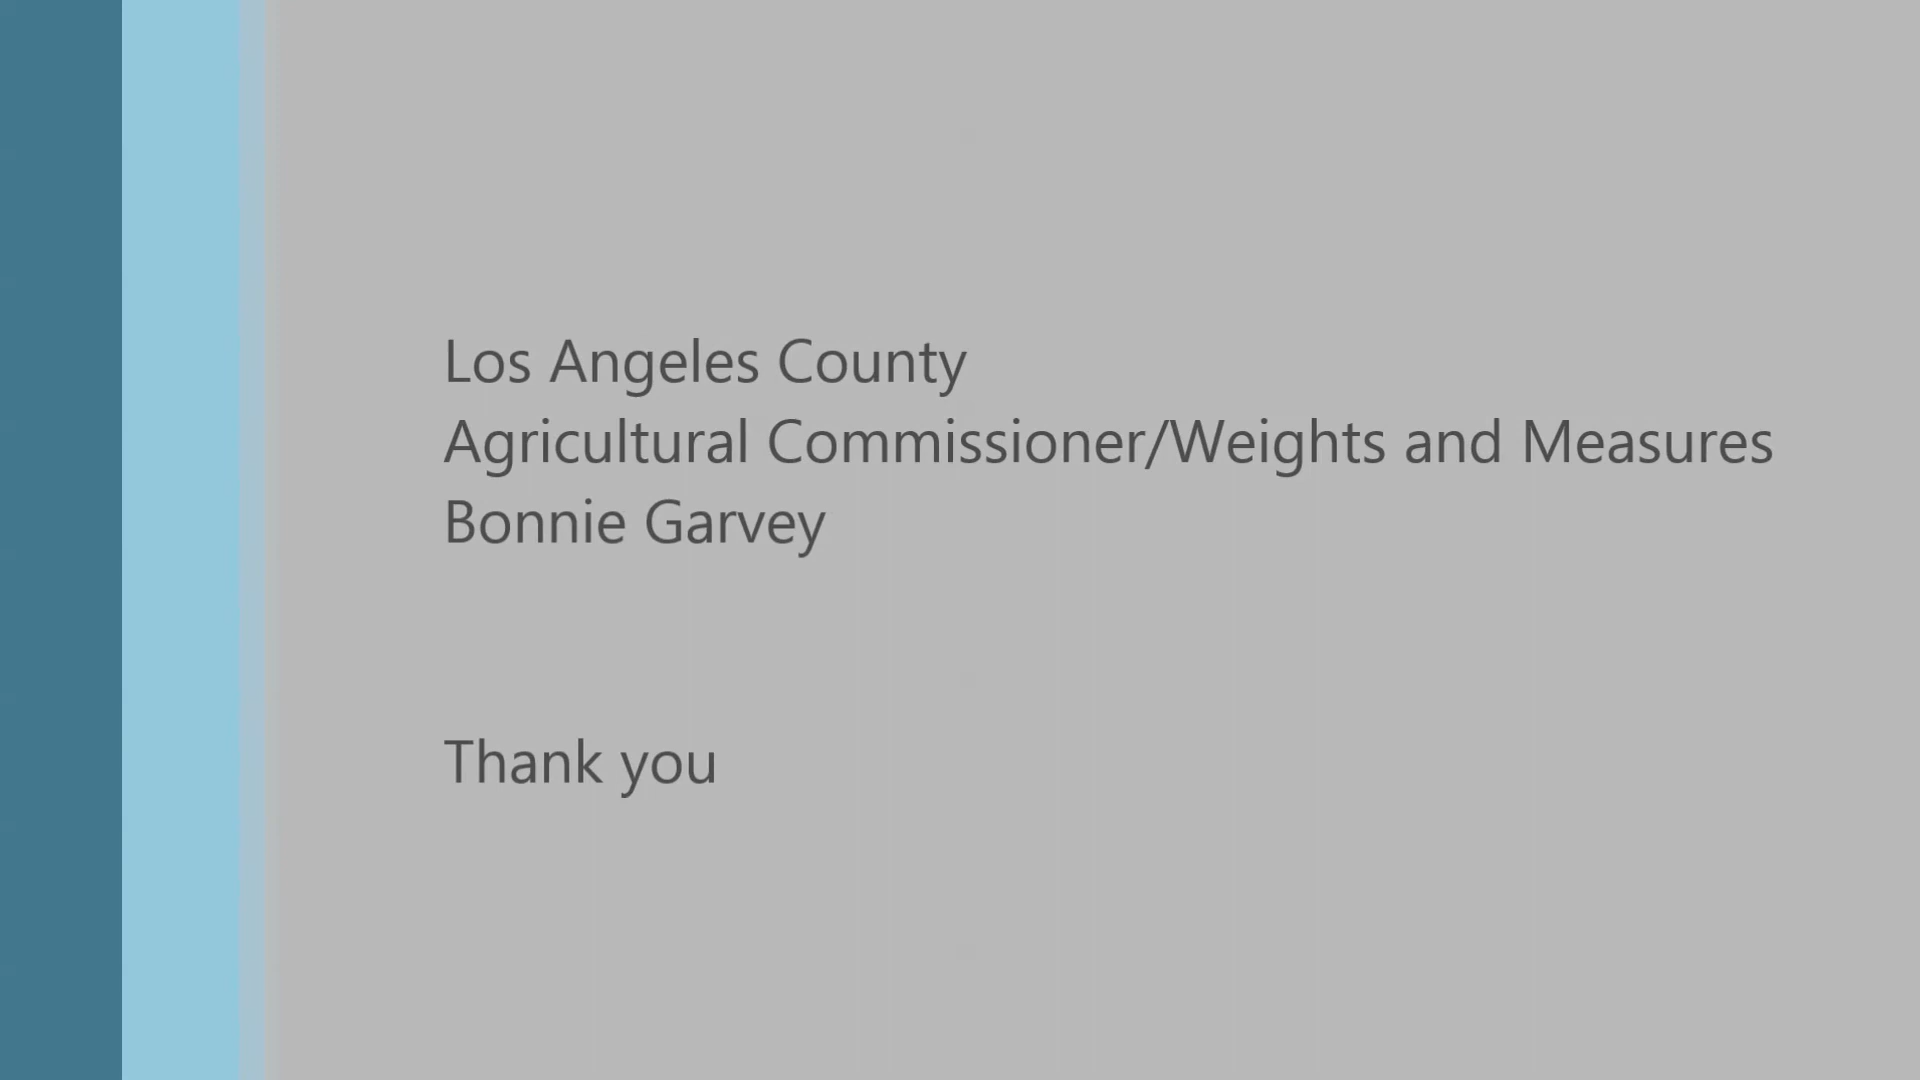 Los Angeles County
Agricultural Commissioner/Weights and Measures
Bonnie Garvey
Thank you